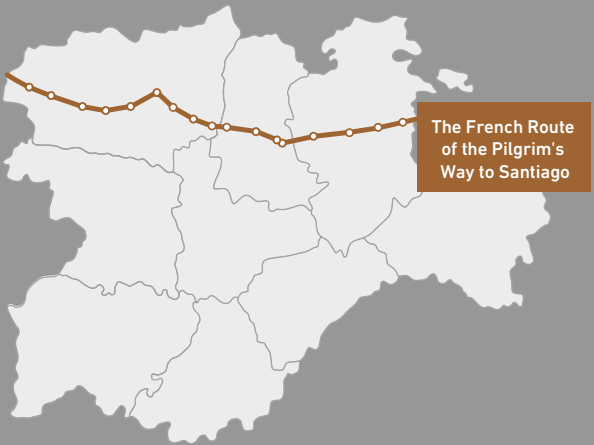 The French Route
of the Pilgrim's
Way to Santiago